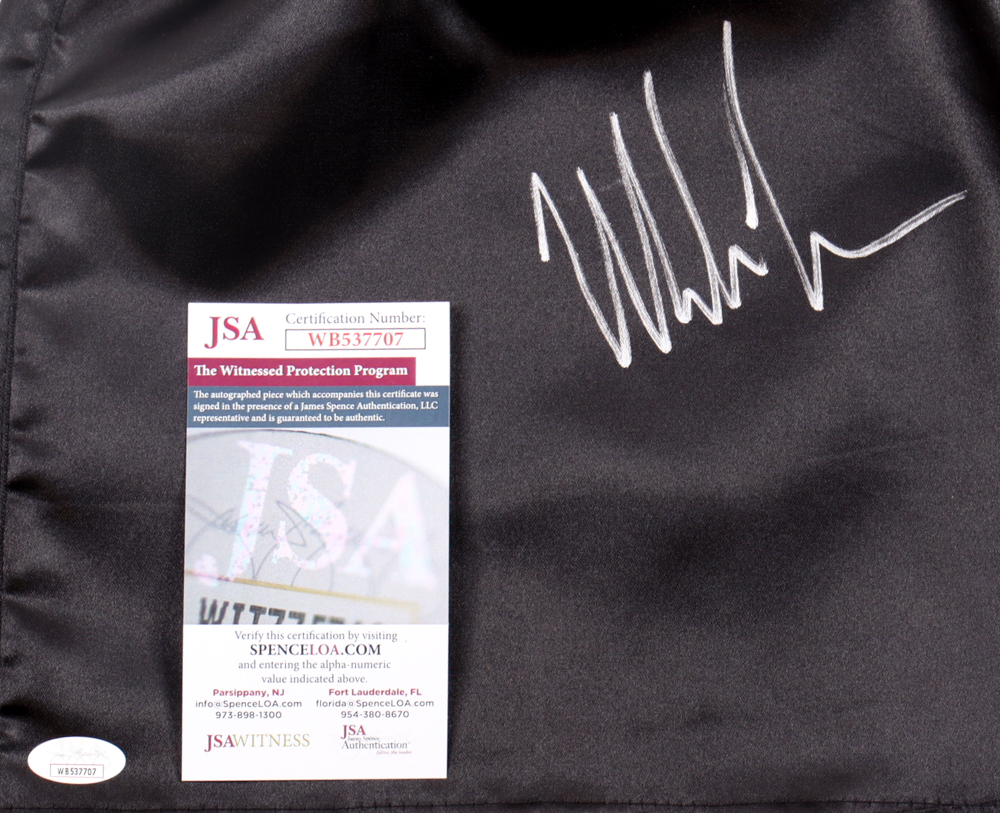 JSA
Certification Number:
WB537707
The Witnessed Protection Program
The autographed piece which accompanies this certificate was
signed in the presence of a James Spence Authentication, LLC
representative and is guaranteed to be authentic.
JSA
Verify this certification by visiting
SPENCELOA.COM
and entering the alpha-numeric
value indicated above.
Parsippany, NJ
info@SpenceLOA.com
973-898-1300
Fort Lauderdale, FL
florida@SpenceLOA.com
954-380-8670
JSAWITNESS
JSA
James Spence
Authentication
WB537707